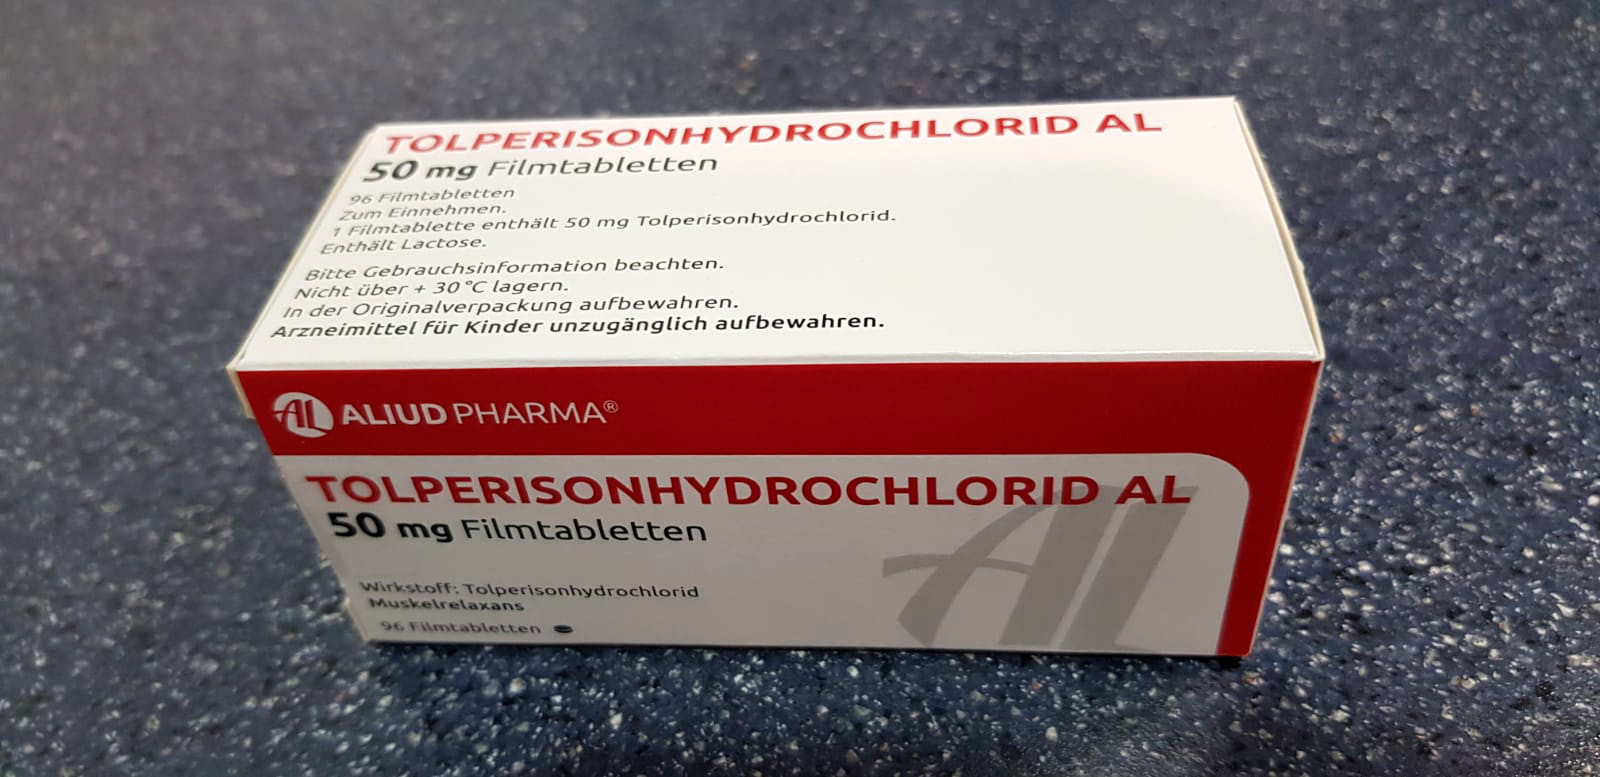 TOLPERISONHYDROCHLORID AL
50 mg Filmtabletten
96 Filmtabletten
Zum Einnehmen.
1 Filmtablette enthält 50 mg Tolperisonhydrochlorid.
Enthält Lactose.
Bitte Gebrauchsinformation beachten.
Nicht über + 30 °C lagern.
In der Originalverpackung aufbewahren.
Arzneimittel für Kinder unzugänglich aufbewahren.
AL ALIUD PHARMA®
TOLPERISONHYDROCHLORID AL
50 mg Filmtabletten
AL
Wirkstoff: Tolperisonhydrochlorid
Muskelrelaxans
96 Filmtabletten